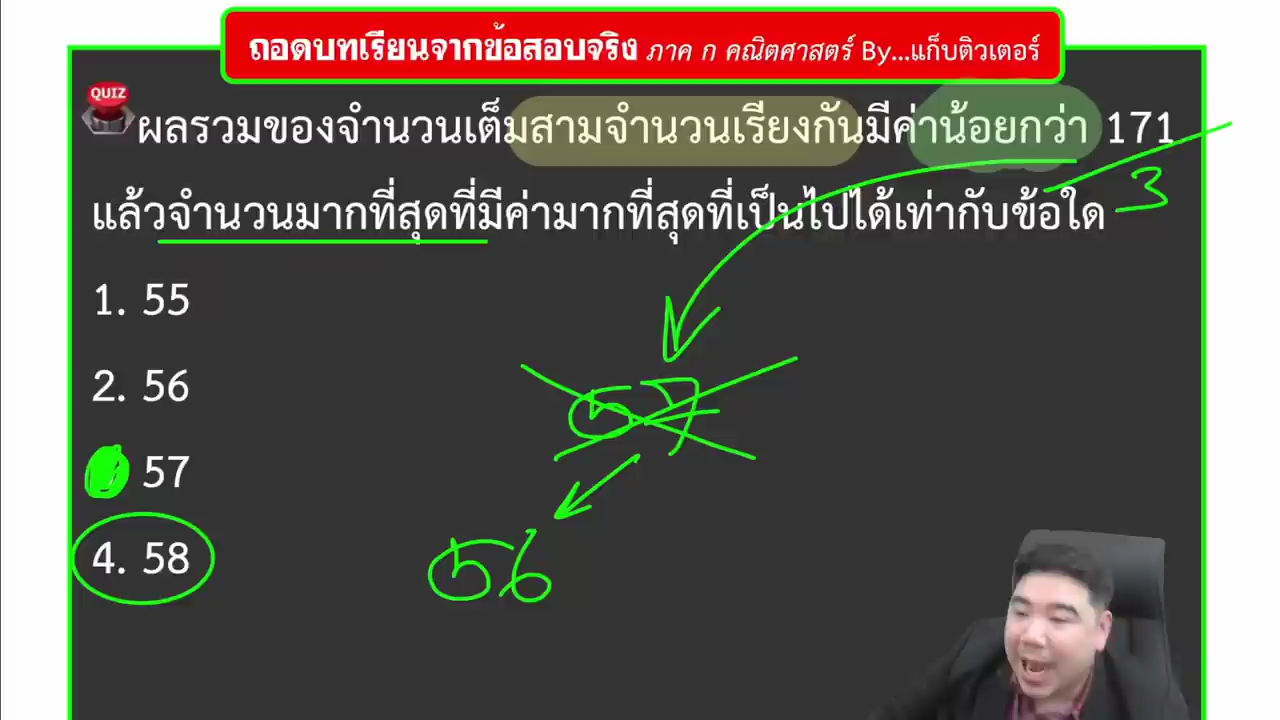 ถอดบทเรียนจากข้อสอบจริง ภาค ก คณิตศาสตร์ By...แก็บติวเตอร์
QUIZ
ผลรวมของจำนวนเต็มสามจำนวนเรียงกันมีค่าน้อยกว่า 171
3
แล้วจำนวนมากที่สุดที่มีค่ามากที่สุดที่เป็นไปได้เท่ากับข้อใด
1. 55
2. 56
57
4. 58
57
56